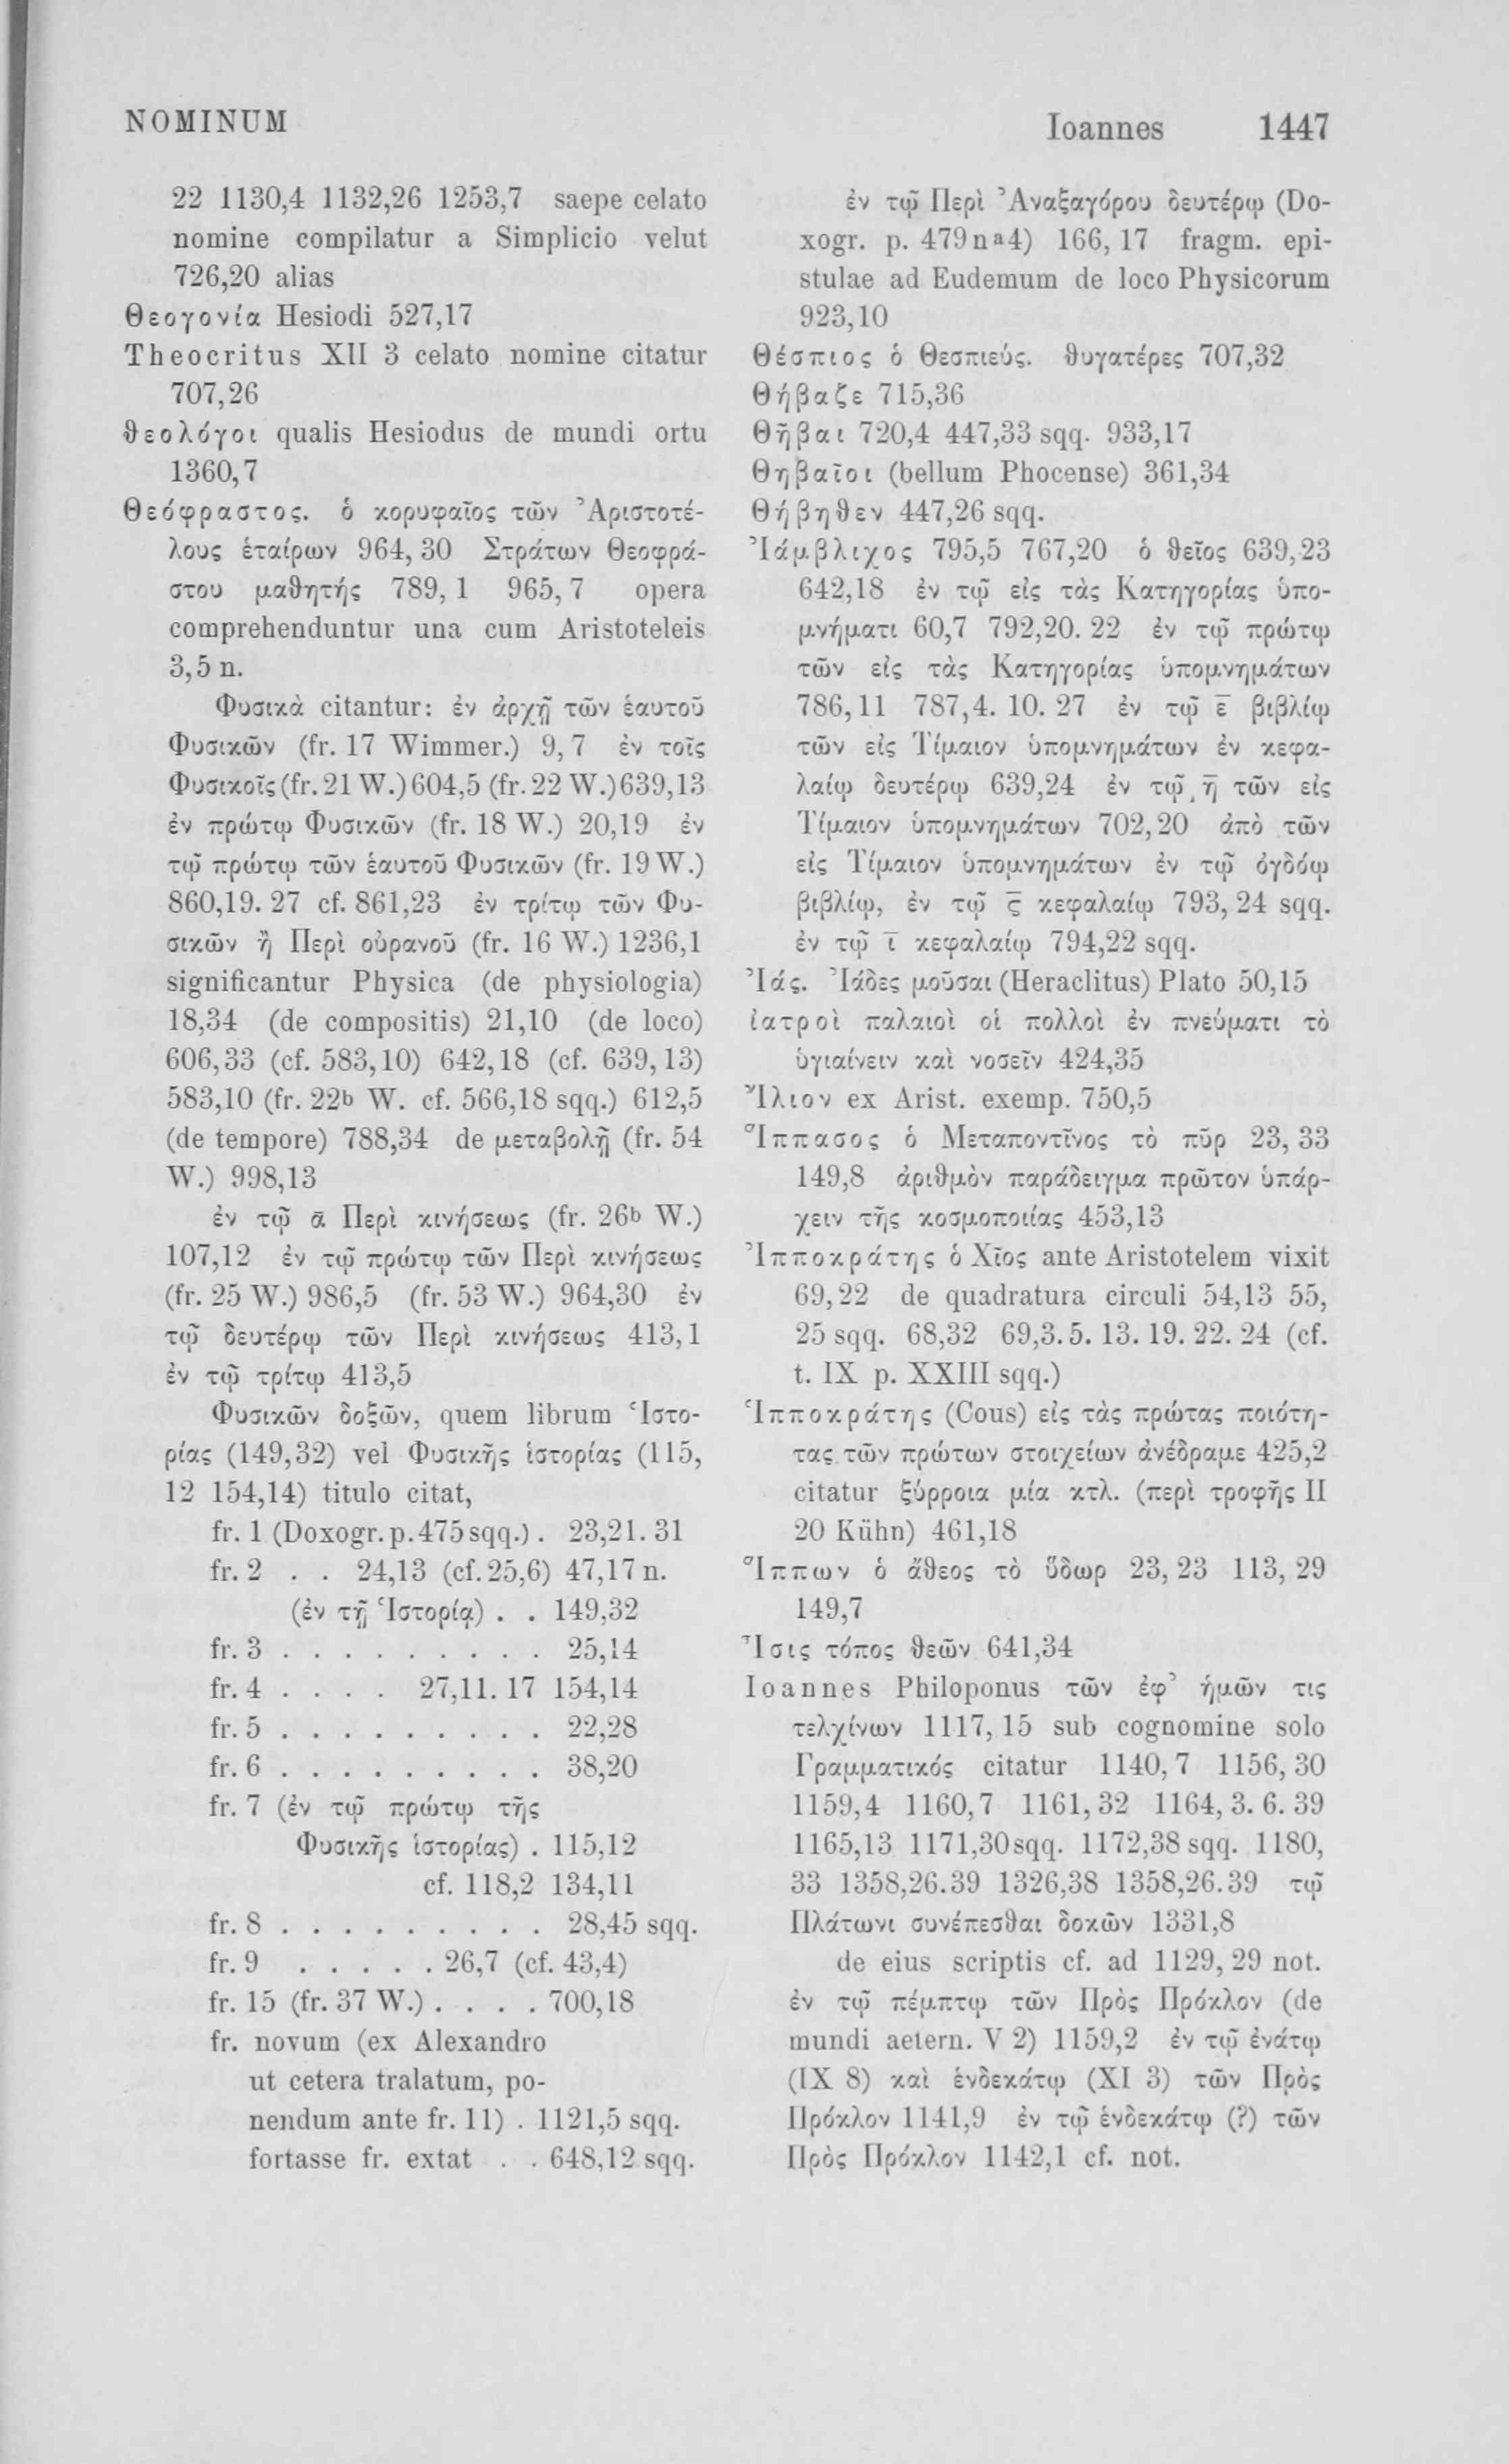 NOMINUM
Ioannes 1447
22 1130,4 1132,26 1253,7 saepe celato
nomine compilatur a Simplicio velut
726,20 alias
Θεογονία Hesiodi 527,17
Theocritus XII 3 celato nomine citatur
707,26
θεολόγοι qualis Hesiodus de mundi ortu
1360,7
Θεόφραστος. ὁ κορυφαῖος τῶν Ἀριστοτέ-
λους ἑταίρων 964, 30 Στράτων Θεοφρά-
στου μαθητής 789, 1 965, 7 opera
comprehenduntur una cum Aristoteleis
3,5 n.
Φυσικὰ citantur: ἐν ἀρχῇ τῶν ἑαυτοῦ
Φυσικῶν (fr. 17 Wimmer.) 9, 7 ἐν τοῖς
Φυσικοῖς (fr. 21 W.) 604,5 (fr. 22 W.) 639,13
ἐν πρώτῳ Φυσικῶν (fr. 18 W.) 20,19 ἐν
τῷ πρώτῳ τῶν ἑαυτοῦ Φυσικῶν (fr. 19 W.)
860,19. 27 cf. 861,23 ἐν τρίτῳ τῶν Φυ-
σικῶν ἢ Περὶ οὐρανοῦ (fr. 16 W.) 1236,1
significantur Physica (de physiologia)
18,34 (de compositis) 21,10 (de loco)
606,33 (cf. 583,10) 642,18 (cf. 639,13)
583,10 (fr. 22b W. cf. 566,18 sqq.) 612,5
(de tempore) 788,34 de μεταβολῇ (fr. 54
W.) 998,13
ἐν τῷ ᾱ Περὶ κινήσεως (fr. 26b W.)
107,12 ἐν τῷ πρώτῳ τῶν Περὶ κινήσεως
(fr. 25 W.) 986,5 (fr. 53 W.) 964,30 ἐν
τῷ δευτέρῳ τῶν Περὶ κινήσεως 413,1
ἐν τῷ τρίτῳ 413,5
Φυσικῶν δοξῶν, quem librum Ἱστο-
ρίας (149,32) vel Φυσικῆς ἱστορίας (115,
12 154,14) titulo citat,
fr. 1 (Doxogr. p. 475 sqq.) . 23,21. 31
fr. 2 . . 24,13 (cf. 25,6) 47,17 n.
(ἐν τῇ Ἱστορίᾳ) . . 149,32
fr. 3 . . . . . . . . . 25,14
fr. 4 . . . . 27,11. 17 154,14
fr. 5 . . . . . . . . . 22,28
fr. 6 . . . . . . . . . 38,20
fr. 7 (ἐν τῷ πρώτῳ τῆς
Φυσικῆς ἱστορίας) . 115,12
cf. 118,2 134,11
fr. 8 . . . . . . . . . 28,45 sqq.
fr. 9 . . . . . 26,7 (cf. 43,4)
fr. 15 (fr. 37 W.) . . . . 700,18
fr. novum (ex Alexandro
ut cetera tralatum, po-
nendum ante fr. 11) . 1121,5 sqq.
fortasse fr. extat . . 648,12 sqq.
ἐν τῷ Περὶ Ἀναξαγόρου δευτέρῳ (Do-
xogr. p. 479 n a 4) 166, 17 fragm. epi-
stulae ad Eudemum de loco Physicorum
923,10
Θέσπιος ὁ Θεσπιεύς. θυγατέρες 707,32
Θήβαζε 715,36
Θῆβαι 720,4 447,33 sqq. 933,17
Θηβαῖοι (bellum Phocense) 361,34
Θήβηθεν 447,26 sqq.
Ἰάμβλιχος 795,5 767,20 ὁ θεῖος 639,23
642,18 ἐν τῷ εἰς τὰς Κατηγορίας ὑπο-
μνήματι 60,7 792,20. 22 ἐν τῷ πρώτῳ
τῶν εἰς τὰς Κατηγορίας ὑπομνημάτων
786,11 787,4. 10. 27 ἐν τῷ ε̄ βιβλίῳ
τῶν εἰς Τίμαιον ὑπομνημάτων ἐν κεφα-
λαίῳ δευτέρῳ 639,24 ἐν τῷ η̄ τῶν εἰς
Τίμαιον ὑπομνημάτων 702,20 ἀπὸ τῶν
εἰς Τίμαιον ὑπομνημάτων ἐν τῷ ὀγδόῳ
βιβλίῳ, ἐν τῷ ς̄ κεφαλαίῳ 793, 24 sqq.
ἐν τῷ ῑ κεφαλαίῳ 794,22 sqq.
Ἰάς. Ἰάδες μοῦσαι (Heraclitus) Plato 50,15
ἰατροὶ παλαιοὶ οἱ πολλοὶ ἐν πνεύματι τὸ
ὑγιαίνειν καὶ νοσεῖν 424,35
Ἴλιον ex Arist. exemp. 750,5
Ἵππασος ὁ Μεταποντῖνος τὸ πῦρ 23, 33
149,8 ἀριθμὸν παράδειγμα πρῶτον ὑπάρ-
χειν τῆς κοσμοποιίας 453,13
Ἱπποκράτης ὁ Χῖος ante Aristotelem vixit
69,22 de quadratura circuli 54,13 55,
25 sqq. 68,32 69,3. 5. 13. 19. 22. 24 (cf.
t. IX p. XXIII sqq.)
Ἱπποκράτης (Cous) εἰς τὰς πρώτας ποιότη-
τας τῶν πρώτων στοιχείων ἀνέδραμε 425,2
citatur ξύρροια μία κτλ. (περὶ τροφῆς II
20 Kühn) 461,18
Ἵππων ὁ ἄθεος τὸ ὕδωρ 23, 23 113, 29
149,7
Ἶσις τόπος θεῶν 641,34
Ioannes Philoponus τῶν ἐφ’ ἡμῶν τις
τελχίνων 1117, 15 sub cognomine solo
Γραμματικός citatur 1140, 7 1156, 30
1159,4 1160,7 1161, 32 1164, 3. 6. 39
1165,13 1171,30 sqq. 1172,38 sqq. 1180,
33 1358,26.39 1326,38 1358,26.39 τῷ
Πλάτωνι συνέπεσθαι δοκῶν 1331,8
de eius scriptis cf. ad 1129, 29 not.
ἐν τῷ πέμπτῳ τῶν Πρὸς Πρόκλον (de
mundi aetern. V 2) 1159,2 ἐν τῷ ἐνάτῳ
(IX 8) καὶ ἑνδεκάτῳ (XI 3) τῶν Πρὸς
Πρόκλον 1141,9 ἐν τῷ ἑνδεκάτῳ (?) τῶν
Πρὸς Πρόκλον 1142,1 cf. not.